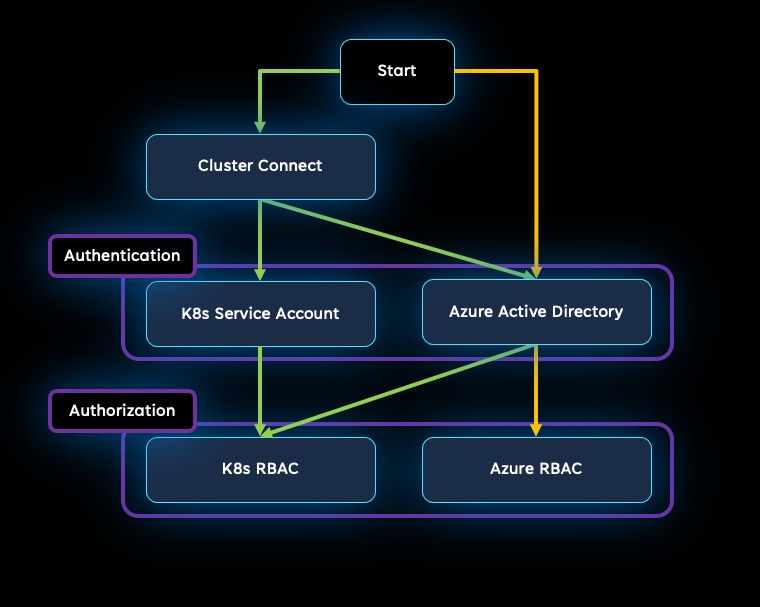 Start
Cluster Connect
Authentication
K8s Service Account
Azure Active Directory
Authorization
K8s RBAC
Azure RBAC